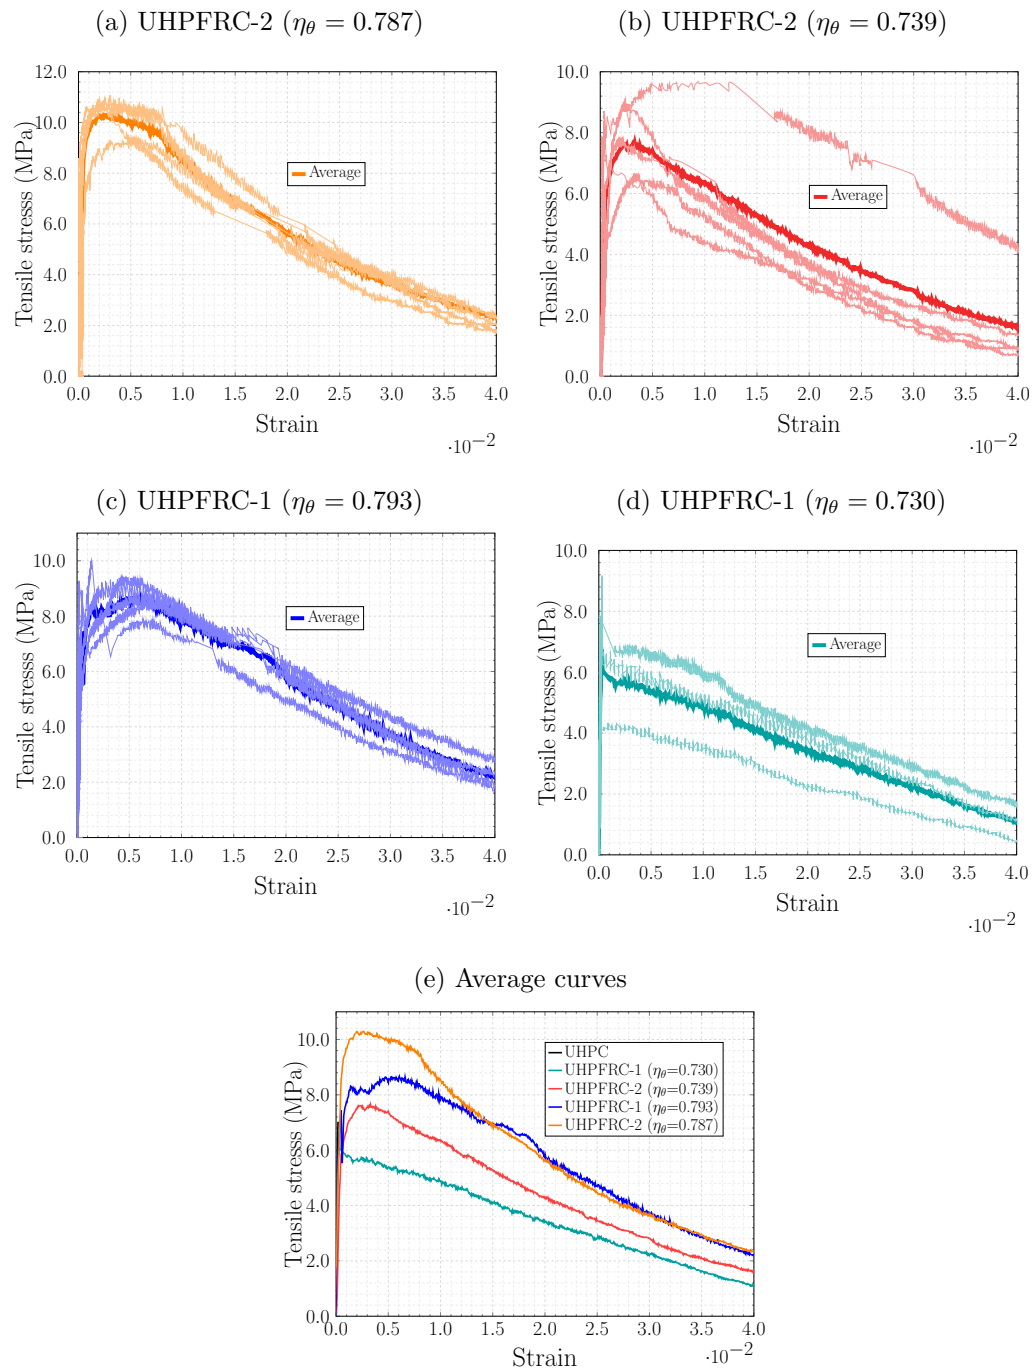 (a) UHPFRC-2 (ηθ = 0.787)
12.0
10.0
8.0
6.0
4.0
2.0
0.0
Tensile stresss (MPa)
Average
0.0 0.5 1.0 1.5 2.0 2.5 3.0 3.5 4.0
Strain
·10⁻²
(b) UHPFRC-2 (ηθ = 0.739)
10.0
8.0
6.0
4.0
2.0
0.0
Tensile stresss (MPa)
Average
0.0 0.5 1.0 1.5 2.0 2.5 3.0 3.5 4.0
Strain
·10⁻²
(c) UHPFRC-1 (ηθ = 0.793)
10.0
8.0
6.0
4.0
2.0
0.0
Tensile stresss (MPa)
Average
0.0 0.5 1.0 1.5 2.0 2.5 3.0 3.5 4.0
Strain
·10⁻²
(d) UHPFRC-1 (ηθ = 0.730)
10.0
8.0
6.0
4.0
2.0
0.0
Tensile stresss (MPa)
Average
0.0 0.5 1.0 1.5 2.0 2.5 3.0 3.5 4.0
Strain
·10⁻²
(e) Average curves
10.0
8.0
6.0
4.0
2.0
0.0
Tensile stresss (MPa)
UHPC
UHPFRC-1 (ηθ=0.730)
UHPFRC-2 (ηθ=0.739)
UHPFRC-1 (ηθ=0.793)
UHPFRC-2 (ηθ=0.787)
0.0 0.5 1.0 1.5 2.0 2.5 3.0 3.5 4.0
Strain
·10⁻²